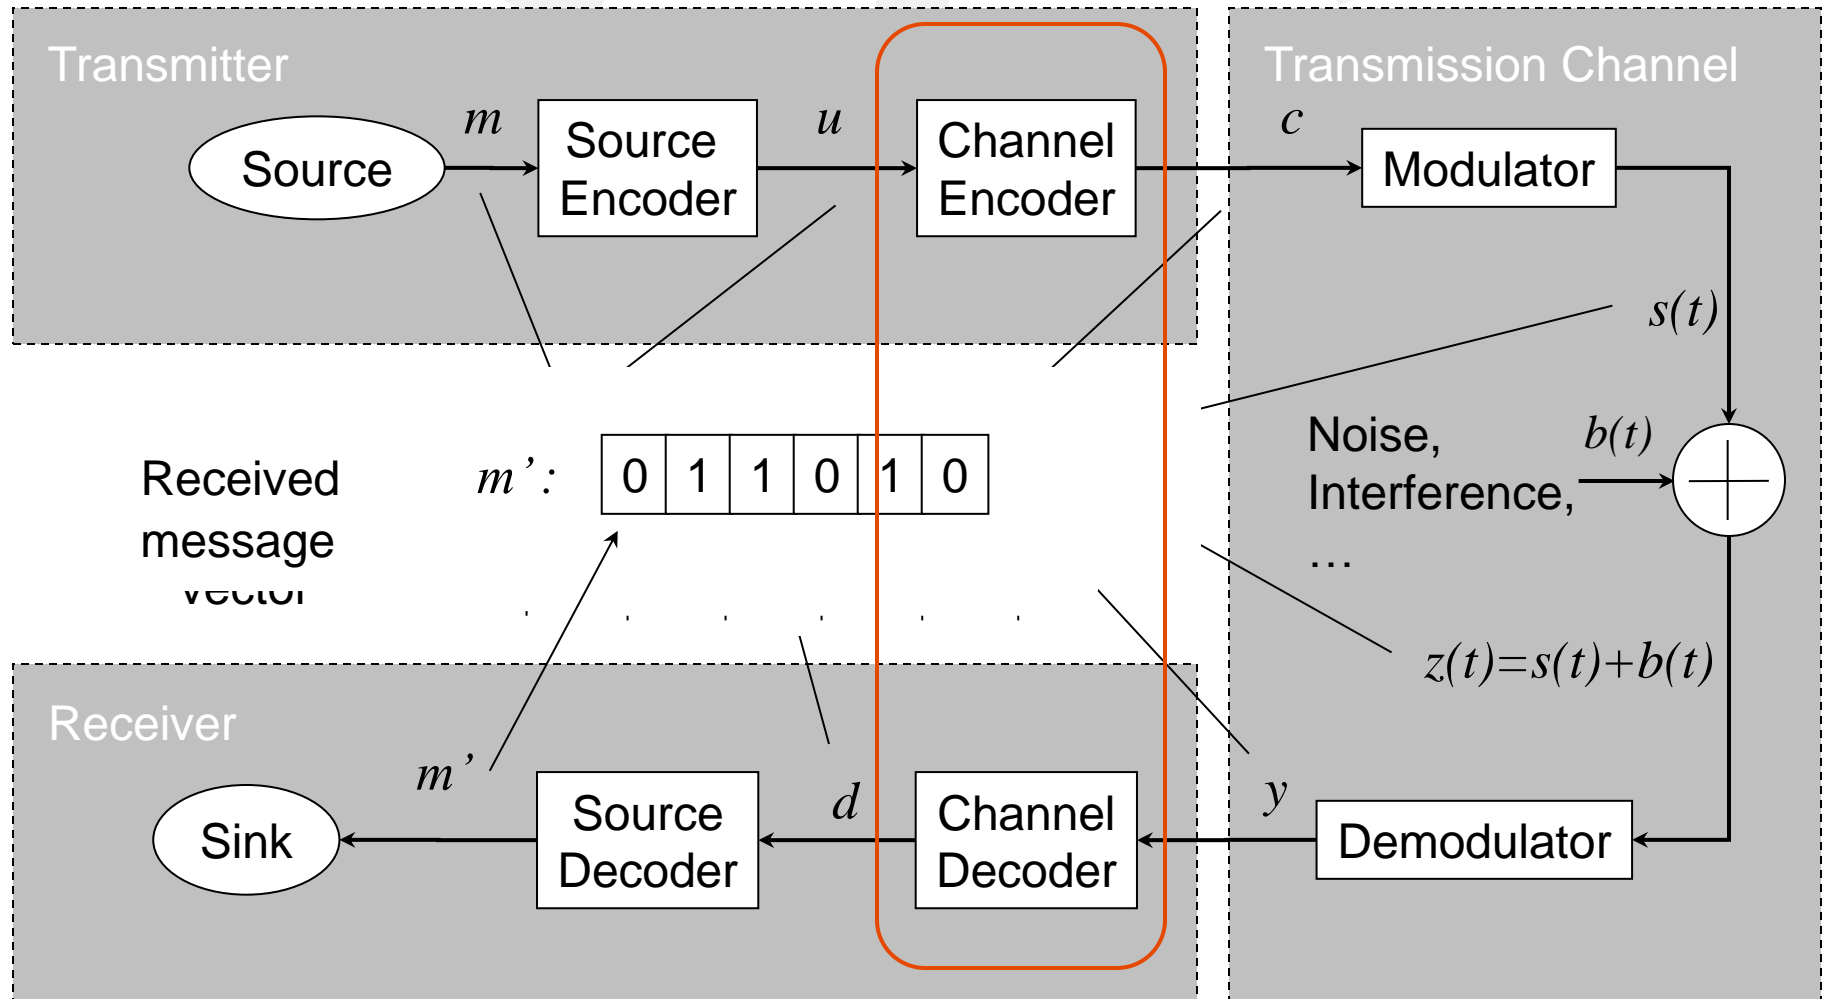 Transmitter
Transmission Channel
m
u
c
Source
Source
Encoder
Channel
Encoder
Modulator
s(t)
Noise,
Interference,
…
b(t)
Received
message
vector
m’:
0 1 1 0 1 0
z(t)=s(t)+b(t)
Receiver
m’
d
y
Sink
Source
Decoder
Channel
Decoder
Demodulator